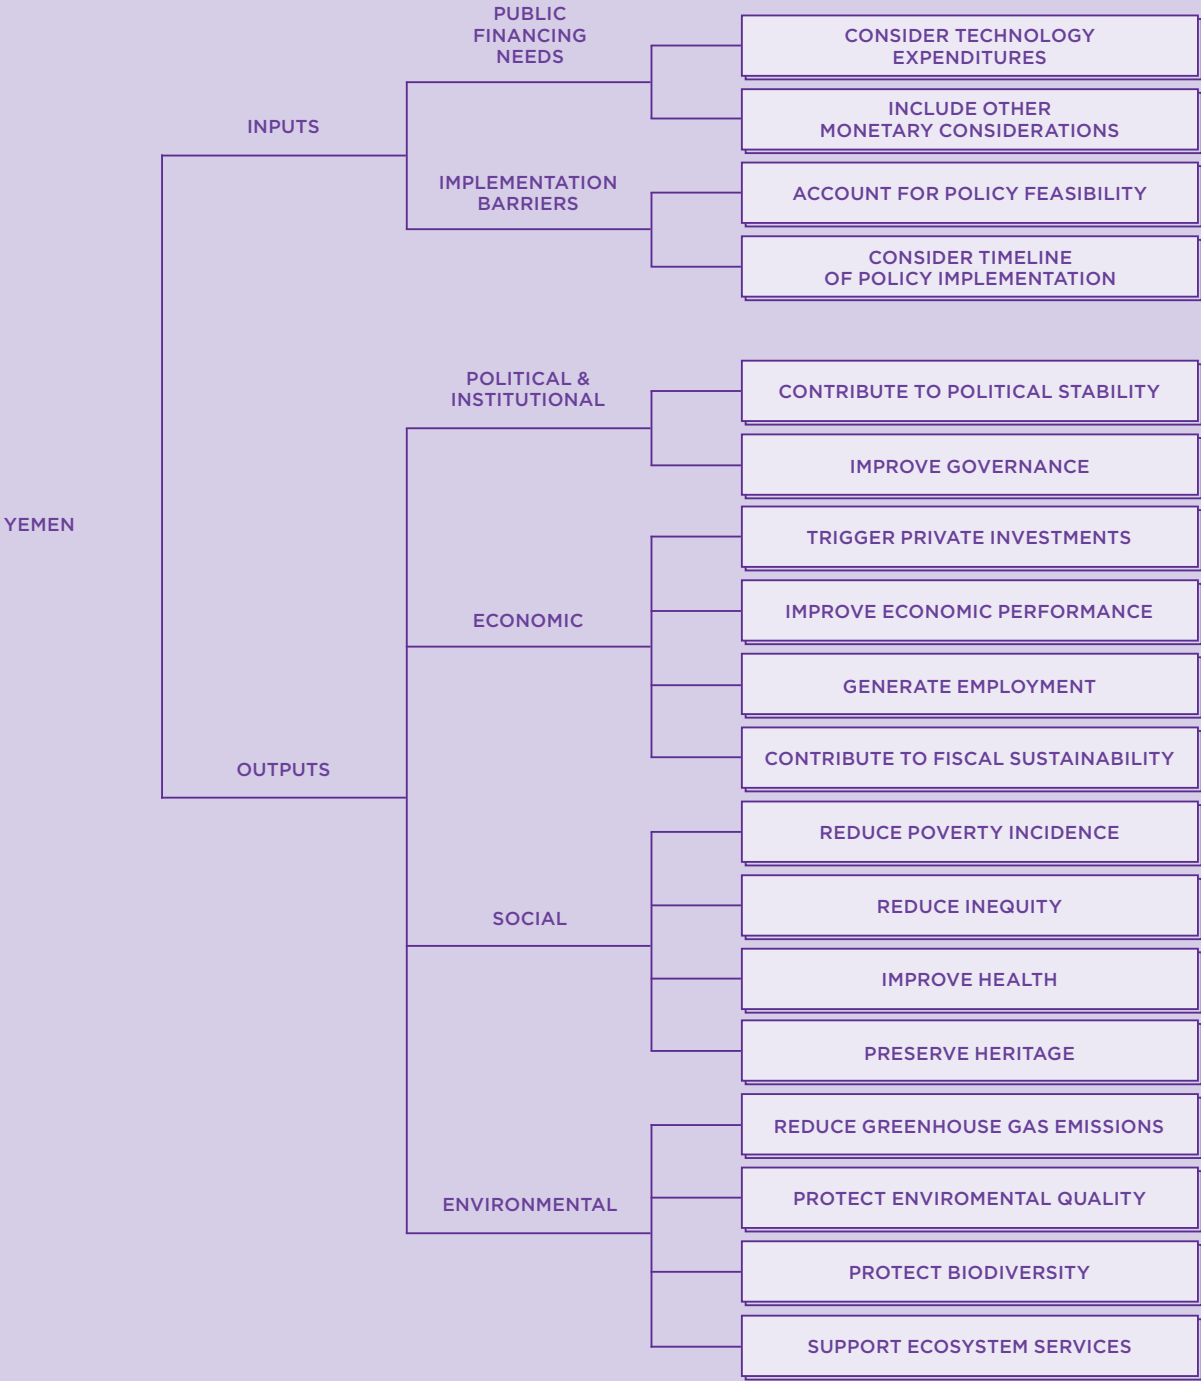 PUBLIC
FINANCING
NEEDS
CONSIDER TECHNOLOGY
EXPENDITURES
INCLUDE OTHER
MONETARY CONSIDERATIONS
INPUTS
IMPLEMENTATION
BARRIERS
ACCOUNT FOR POLICY FEASIBILITY
CONSIDER TIMELINE
OF POLICY IMPLEMENTATION
POLITICAL &
INSTITUTIONAL
CONTRIBUTE TO POLITICAL STABILITY
IMPROVE GOVERNANCE
YEMEN
TRIGGER PRIVATE INVESTMENTS
IMPROVE ECONOMIC PERFORMANCE
ECONOMIC
GENERATE EMPLOYMENT
CONTRIBUTE TO FISCAL SUSTAINABILITY
OUTPUTS
REDUCE POVERTY INCIDENCE
REDUCE INEQUITY
SOCIAL
IMPROVE HEALTH
PRESERVE HERITAGE
REDUCE GREENHOUSE GAS EMISSIONS
PROTECT ENVIROMENTAL QUALITY
ENVIRONMENTAL
PROTECT BIODIVERSITY
SUPPORT ECOSYSTEM SERVICES